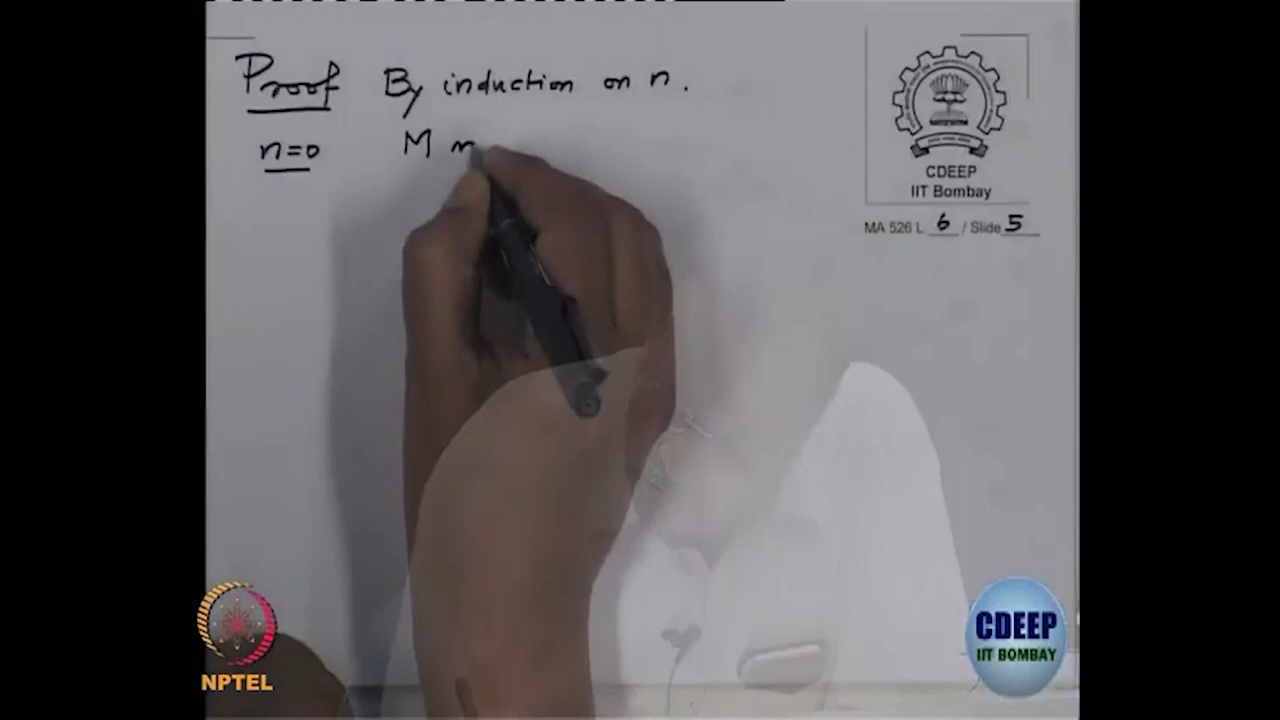 Proof By induction on n.
n=0 M
CDEEP
IIT Bombay
MA 526 L 6 / Slide 5
NPTEL
CDEEP
IIT BOMBAY